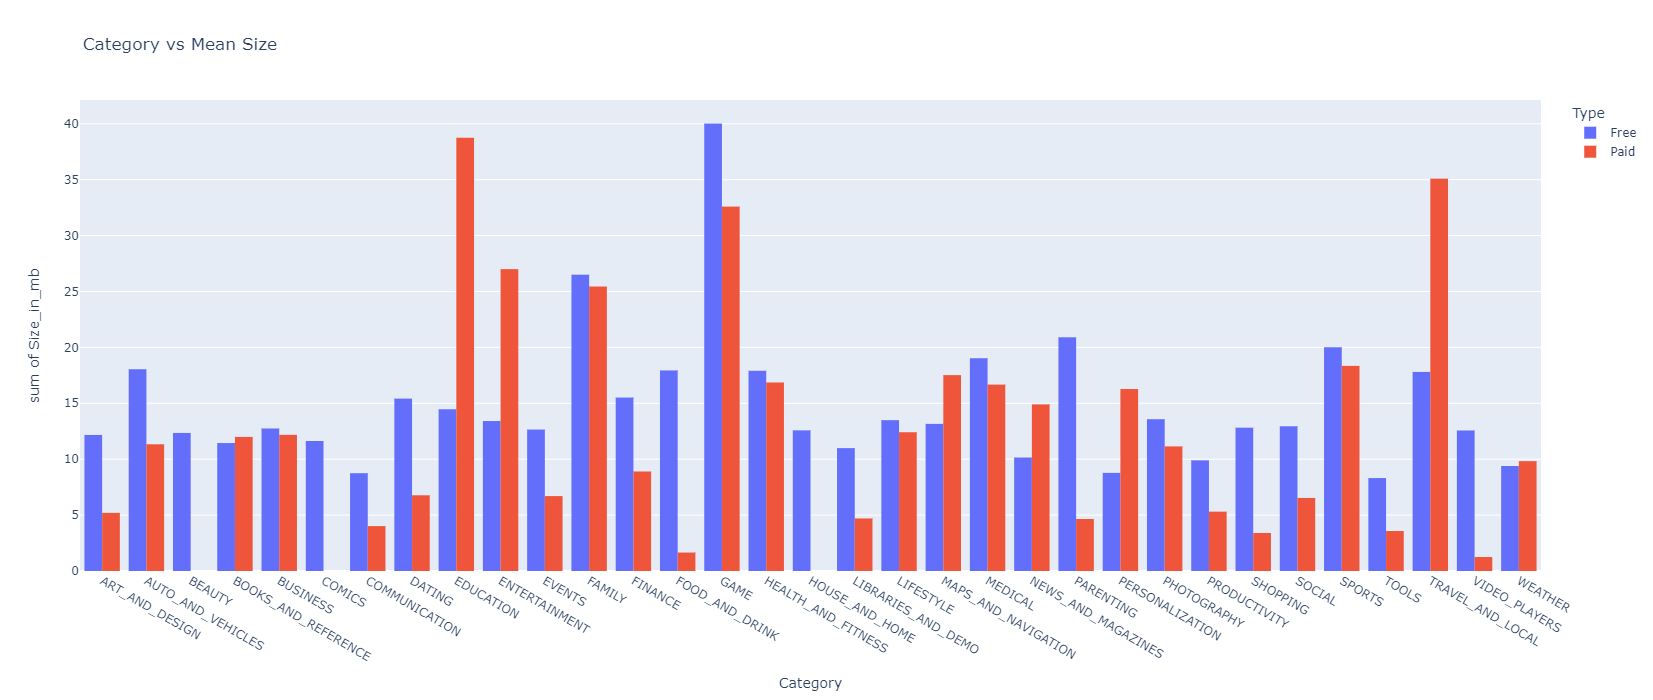 Category vs Mean Size
Type
Free
Paid
sum of Size_in_mb
40
35
30
25
20
15
10
5
0
ART_AND_DESIGN
AUTO_AND_VEHICLES
BEAUTY
BOOKS_AND_REFERENCE
BUSINESS
COMICS
COMMUNICATION
DATING
EDUCATION
ENTERTAINMENT
EVENTS
FAMILY
FINANCE
FOOD_AND_DRINK
GAME
HEALTH_AND_FITNESS
HOUSE_AND_HOME
LIBRARIES_AND_DEMO
LIFESTYLE
MAPS_AND_NAVIGATION
MEDICAL
NEWS_AND_MAGAZINES
PARENTING
PERSONALIZATION
PHOTOGRAPHY
PRODUCTIVITY
SHOPPING
SOCIAL
SPORTS
TOOLS
TRAVEL_AND_LOCAL
VIDEO_PLAYERS
WEATHER
Category